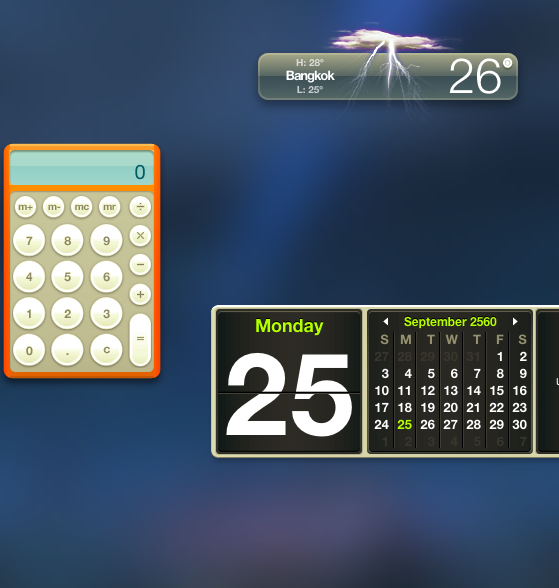 H: 28°
Bangkok
L: 25°
26°
0
m+ m- mc mr ÷
7 8 9 ×
4 5 6 −
1 2 3 +
0 . c =
Monday
25
September 2560
S M T W T F S
27 28 29 30 31 1 2
3 4 5 6 7 8 9
10 11 12 13 14 15 16
17 18 19 20 21 22 23
24 25 26 27 28 29 30
1 2 3 4 5 6 7